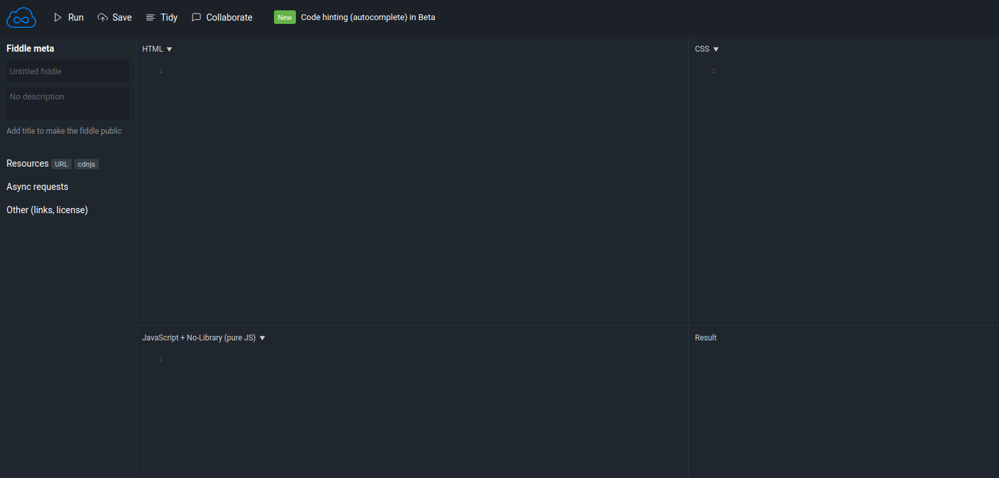 Run Save Tidy Collaborate New Code hinting (autocomplete) in Beta
Fiddle meta
Untitled fiddle
No description
Add title to make the fiddle public
Resources URL cdnjs
Async requests
Other (links, license)
HTML ▼
1
CSS ▼
1
JavaScript + No-Library (pure JS) ▼
1
Result